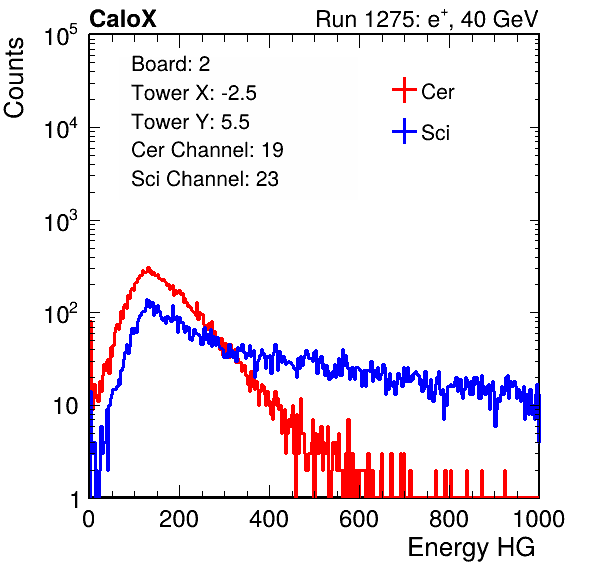 CaloX Run 1275: e⁺, 40 GeV
Counts
10⁵
10⁴
10³
10²
10
1
Board: 2
Tower X: -2.5
Tower Y: 5.5
Cer Channel: 19
Sci Channel: 23
Cer
Sci
0 200 400 600 800 1000
Energy HG